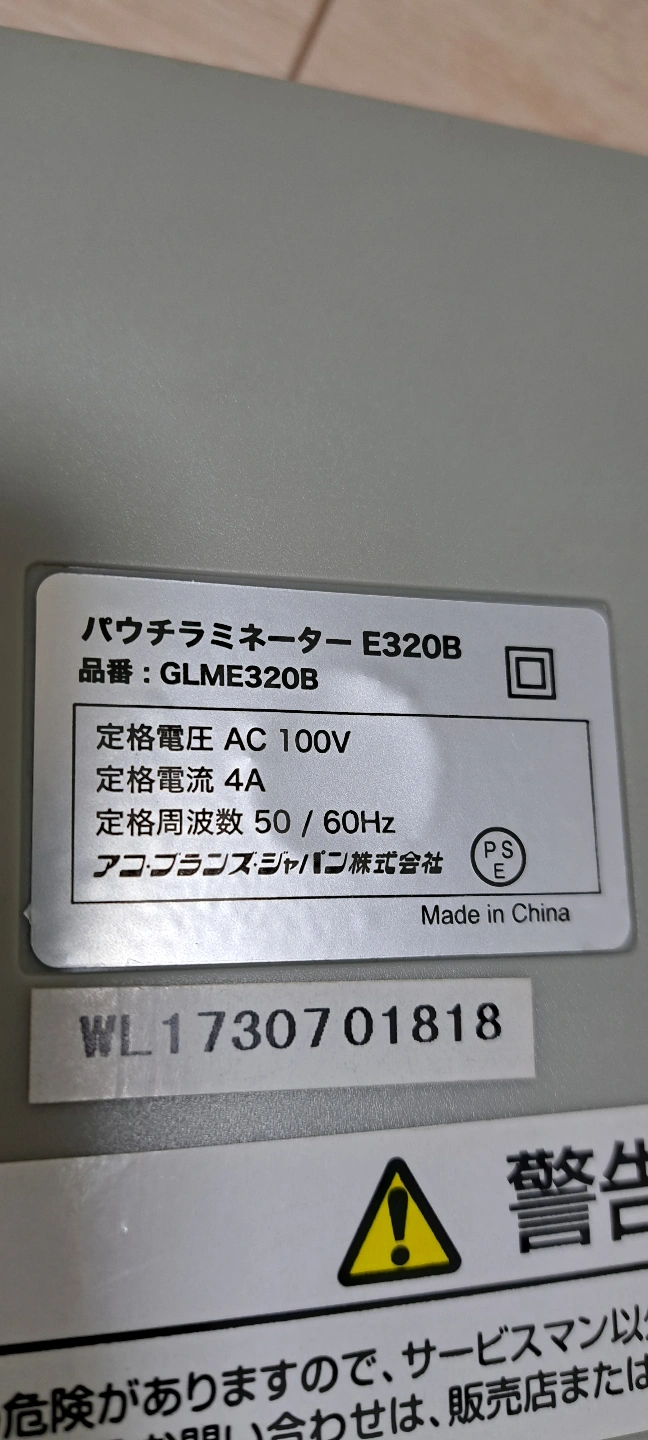 パウチラミネーター E320B
品番 : GLME320B
定格電圧 AC 100V
定格電流 4A
定格周波数 50 / 60Hz
アコ・ブランズ・ジャパン株式会社
PS
E
Made in China
WL1730701818
警告
危険がありますので、サービスマン以
お問い合わせは、販売店または